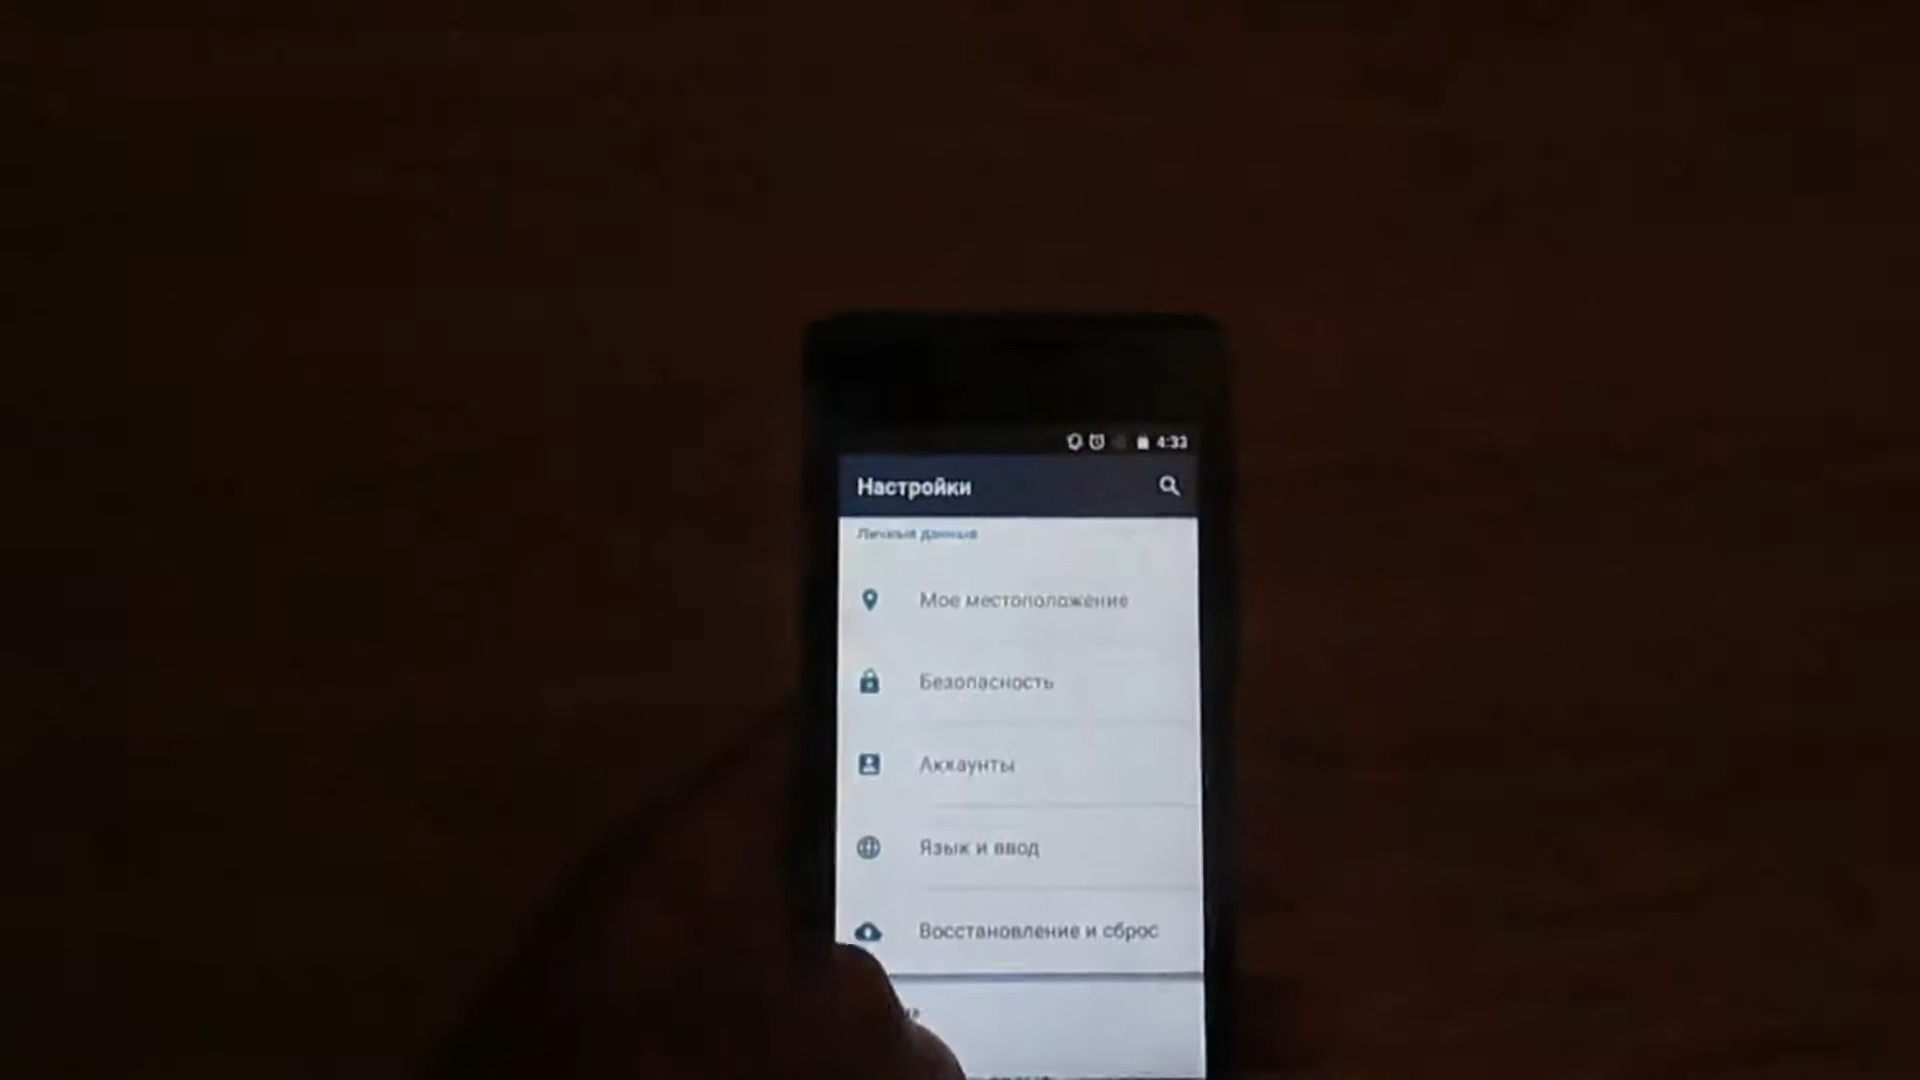 4:33
Настройки
Личные данные
Мое местоположение
Безопасность
Аккаунты
Язык и ввод
Восстановление и сброс